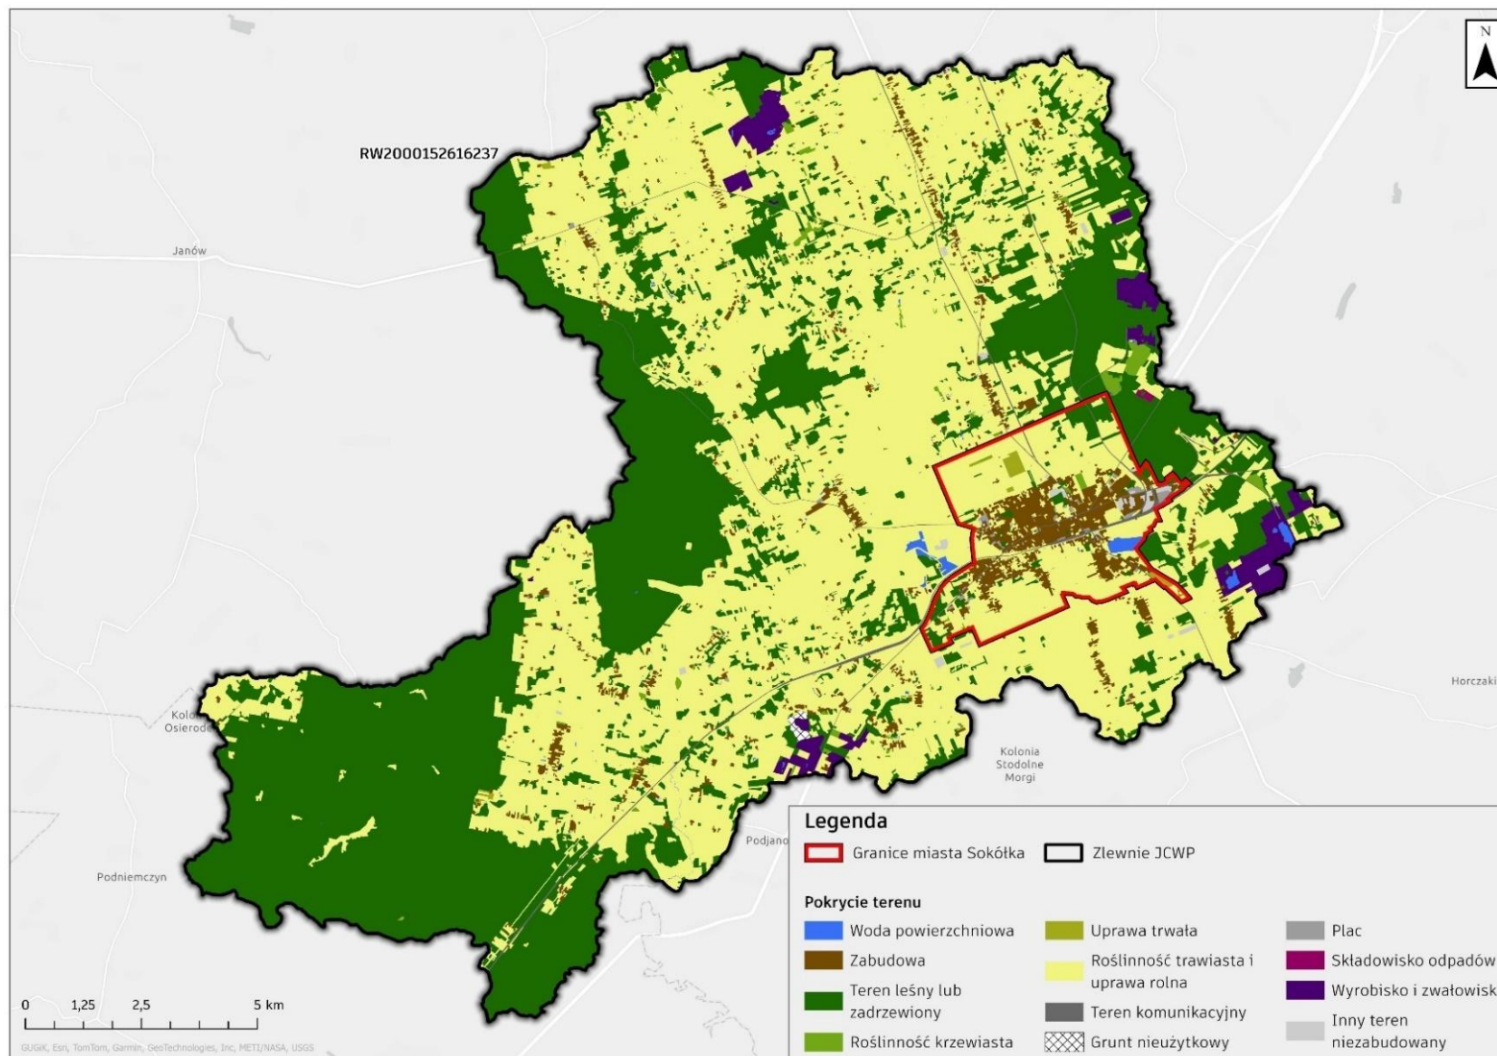 N
RW2000152616237
Janów
Horczaki
Kolonia
Stodolne
Morgi
Podniemczyn
Legenda
Granice miasta Sokółka
Zlewnie JCWP
Pokrycie terenu
Woda powierzchniowa
Uprawa trwała
Plac
Zabudowa
Roślinność trawiasta i
uprawa rolna
Składowisko odpadów
Teren leśny lub
zadrzewiony
Teren komunikacyjny
Wyrobisko i zwałowisk
Roślinność krzewiasta
Grunt nieużytkowy
Inny teren
niezabudowany
0 1,25 2,5 5 km
GUGiK, Esri, TomTom, Garmin, GeoTechnologies, Inc, METI/NASA, USGS